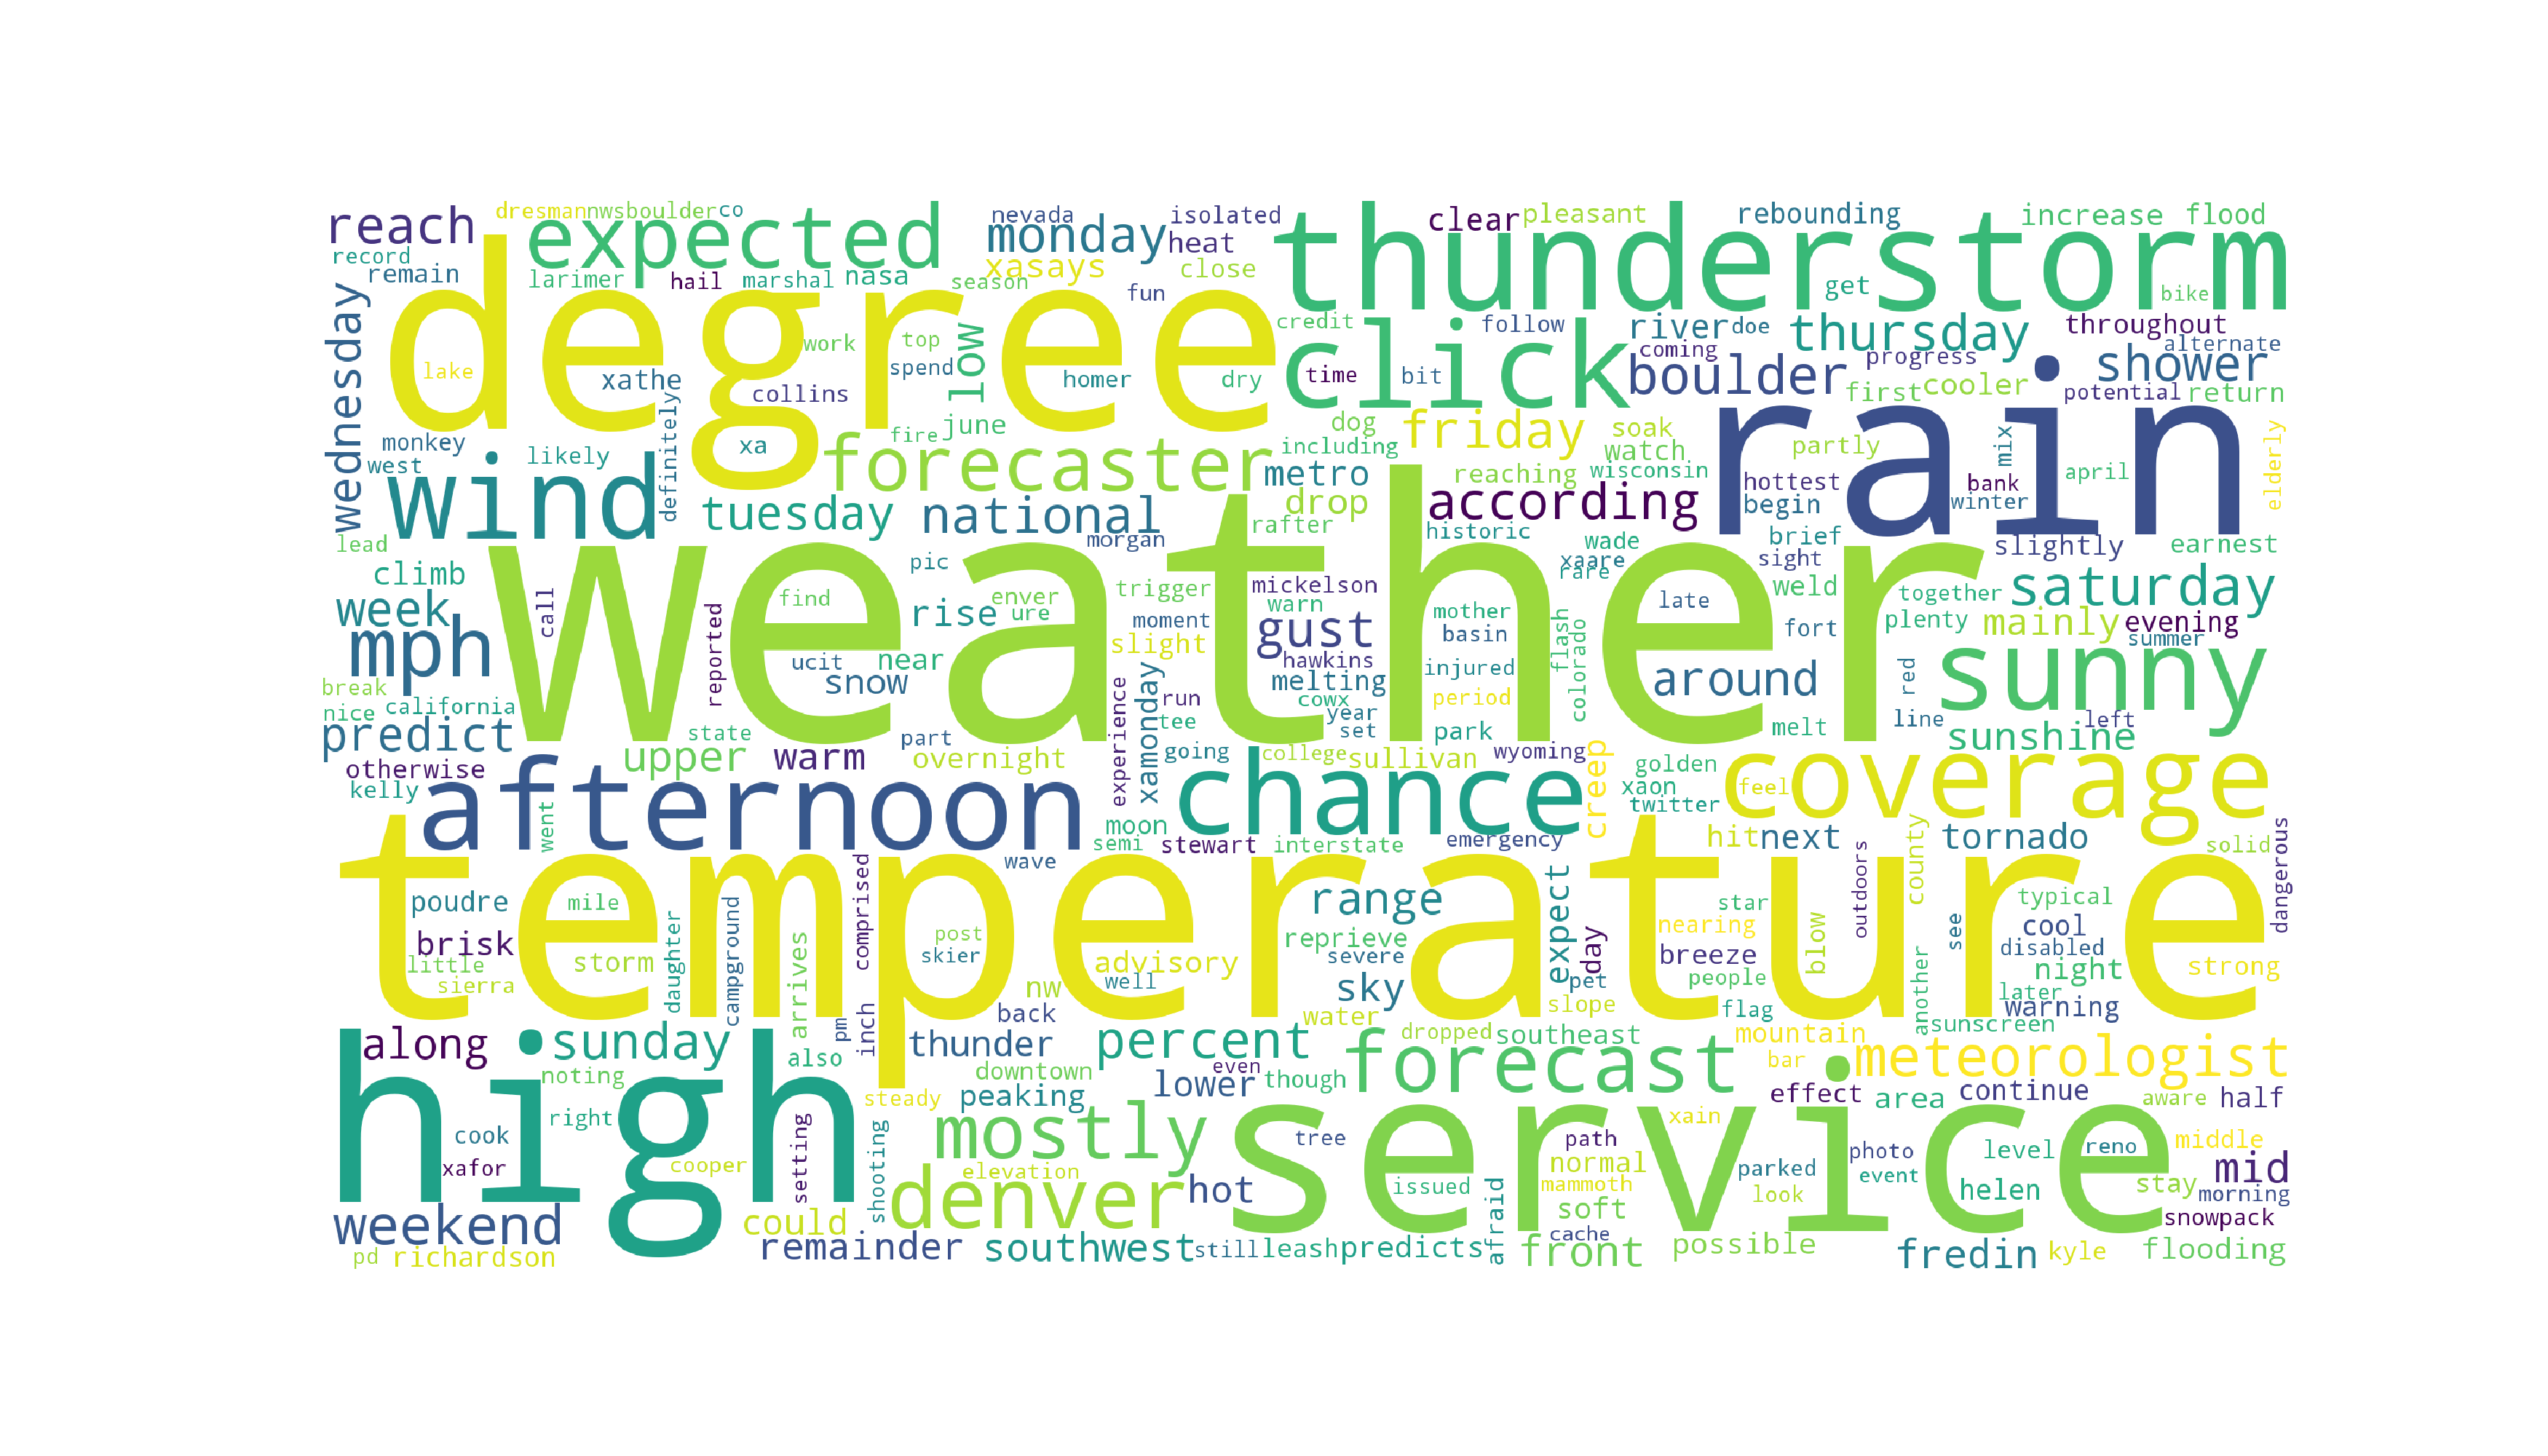 reach
dresman
nwsboulder
co
expected
nevada
isolated
monday
heat
thunderstorm
clear
pleasant
rebounding
increase
flood
record
remain
larimer
hail
marshal
nasa
season
xasays
close
fun
get
bike
wednesday
degree
lake
xathe
work
top
low
collins
spend
homer
dry
credit
click
time
bit
follow
river
doe
thursday
throughout
coming
progress
alternate
boulder
shower
first
cooler
potential
return
monkey
west
likely
definitely
xa
fire
june
forecaster
dog
including
friday
soak
watch
partly
mix
rain
elderly
wind
tuesday
national
metro
drop
reaching
wisconsin
according
hottest
begin
bank
winter
april
lead
climb
morgan
rafter
historic
wade
xaare
rare
brief
sight
slightly
earnest
week
call
weather
pic
find
enver
ure
rise
trigger
moment
mickelson
warn
mother
basin
late
weld
fort
together
plenty
saturday
mainly
evening
summer
mph
reported
ucit
near
snow
slight
gust
hawkins
melting
injured
flash
colorado
around
red
sunny
break
nice
california
predict
state
upper
warm
part
overnight
experience
xamonday
run
tee
going
cowx
year
set
period
park
college
sullivan
wyoming
melt
line
left
sunshine
otherwise
kelly
went
afternoon
moon
semi
chance
stewart
interstate
emergency
creep
golden
xaon
twitter
feel
coverage
hit
next
tornado
solid
dangerous
temperature
wave
poudre
mile
brisk
little
sierra
storm
daughter
campground
arrives
comprised
post
skier
advisory
well
range
reprieve
severe
sky
expect
day
star
nearing
breeze
people
blow
outdoors
county
see
typical
cool
disabled
night
strong
later
warning
along
sunday
noting
also
pm
inch
nw
back
thunder
downtown
percent
water
dropped
southeast
pet
slope
flag
mountain
another
sunscreen
high
right
steady
peaking
lower
even
though
forecast
bar
meteorologist
effect
area
continue
aware
half
cook
xafor
cooper
setting
shooting
mostly
elevation
service
tree
xain
path
normal
mammoth
parked
look
photo
event
level
reno
middle
helen
stay
mid
morning
snowpack
weekend
could
denver
hot
issued
afraid
soft
cache
pd
richardson
remainder
southwest
still
leash
predicts
front
possible
fredin
kyle
flooding